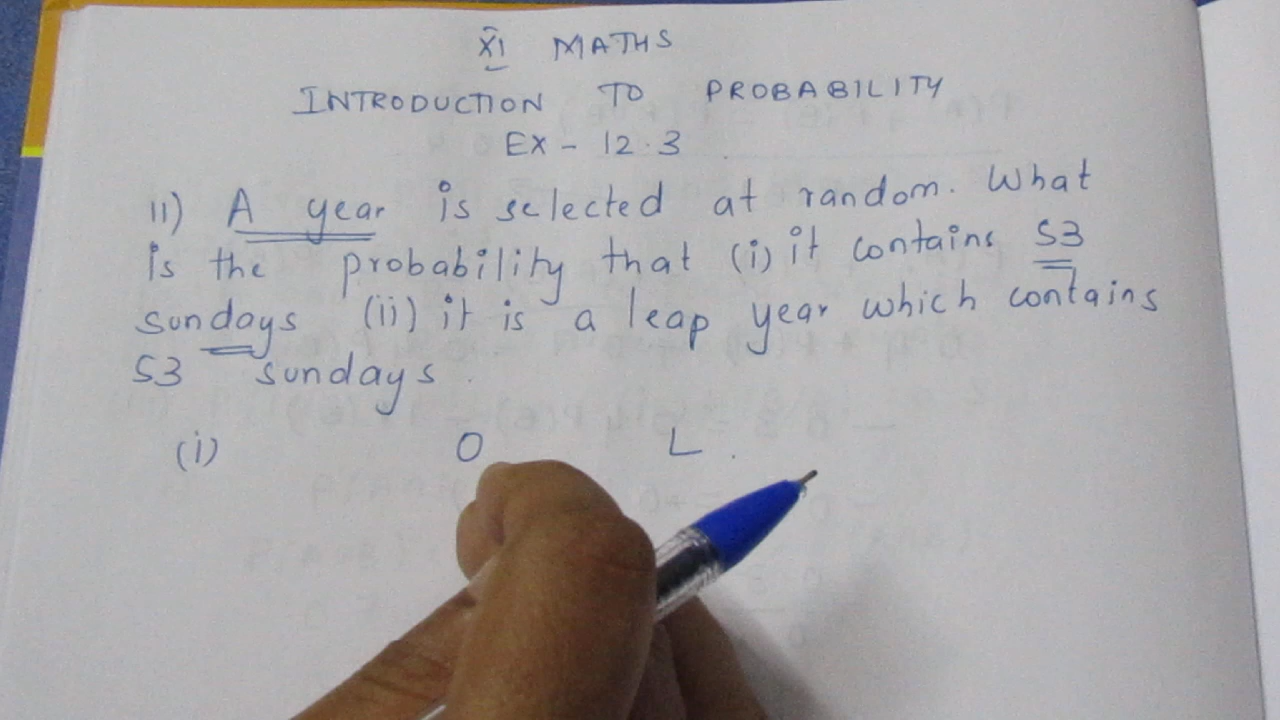 XI MATHS
INTRODUCTION TO PROBABILITY
EX - 12.3
11) A year is selected at random. What
is the probability that (i) it contains 53
sundays (ii) it is a leap year which contains
53 sundays.
(i) O L